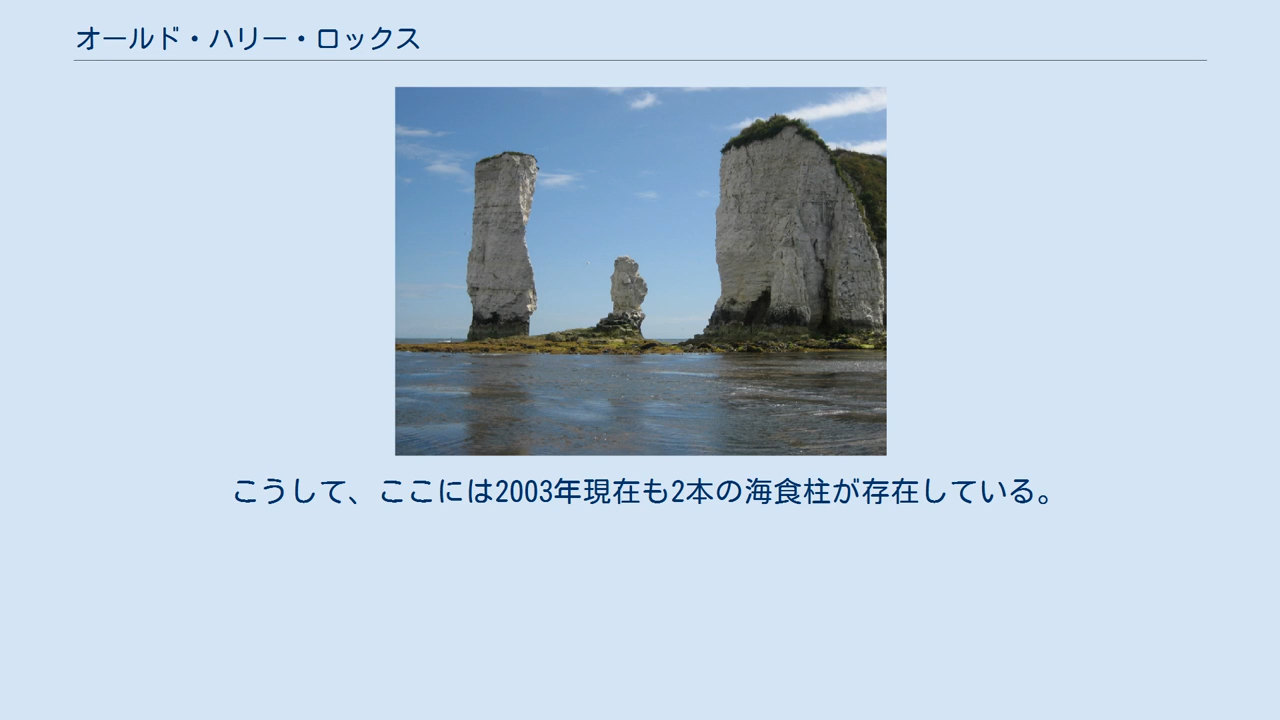 オールド・ハリー・ロックス
こうして、ここには2003年現在も2本の海食柱が存在している。